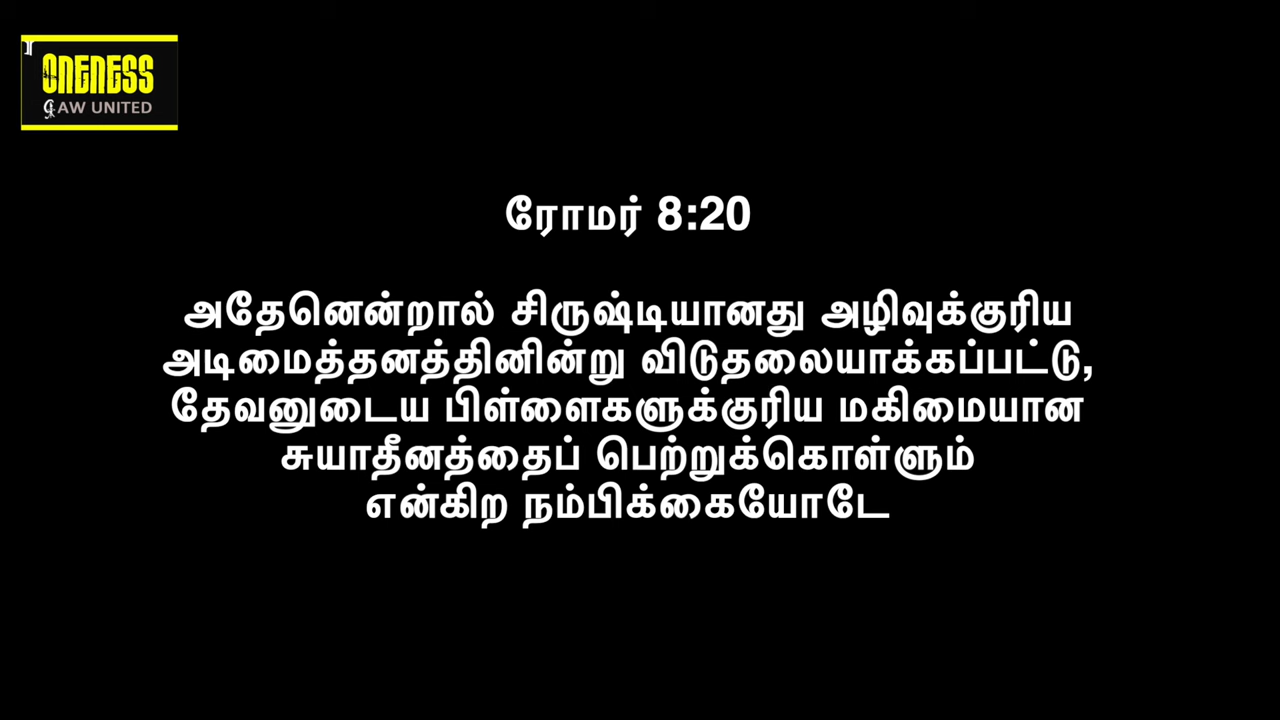 ONENESS
AW UNITED
ரோமர் 8:20
அதேனென்றால் சிருஷ்டியானது அழிவுக்குரிய
அடிமைத்தனத்தினின்று விடுதலையாக்கப்பட்டு,
தேவனுடைய பிள்ளைகளுக்குரிய மகிமையான
சுயாதீனத்தைப் பெற்றுக்கொள்ளும்
என்கிற நம்பிக்கையோடே